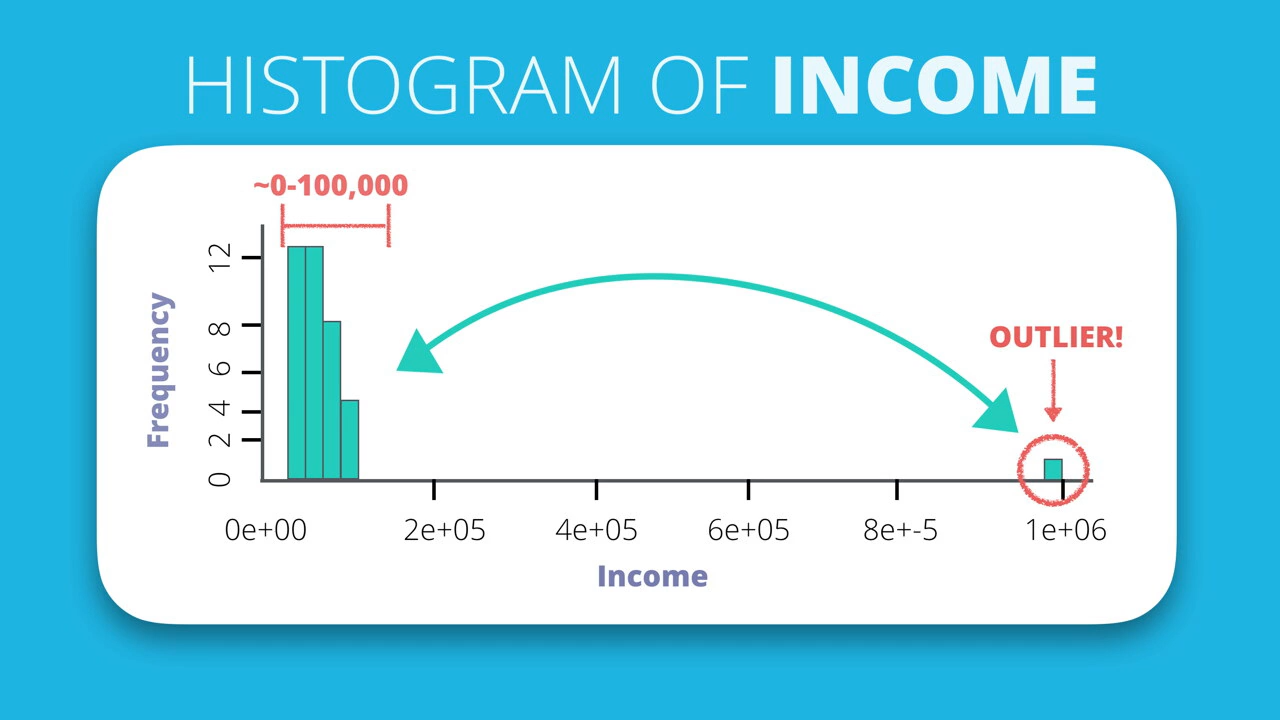 HISTOGRAM OF INCOME
~0-100,000
12
8
6
4
2
0
Frequency
OUTLIER!
0e+00 2e+05 4e+05 6e+05 8e+-5 1e+06
Income